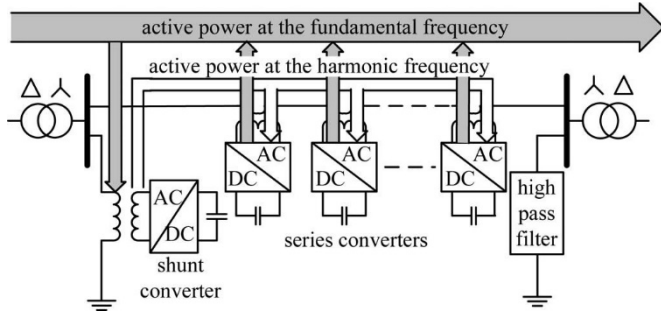 active power at the fundamental frequency
active power at the harmonic frequency
Δ Y
Y Δ
AC
DC
AC
DC
AC
DC
AC
DC
high
pass
filter
series converters
shunt
converter